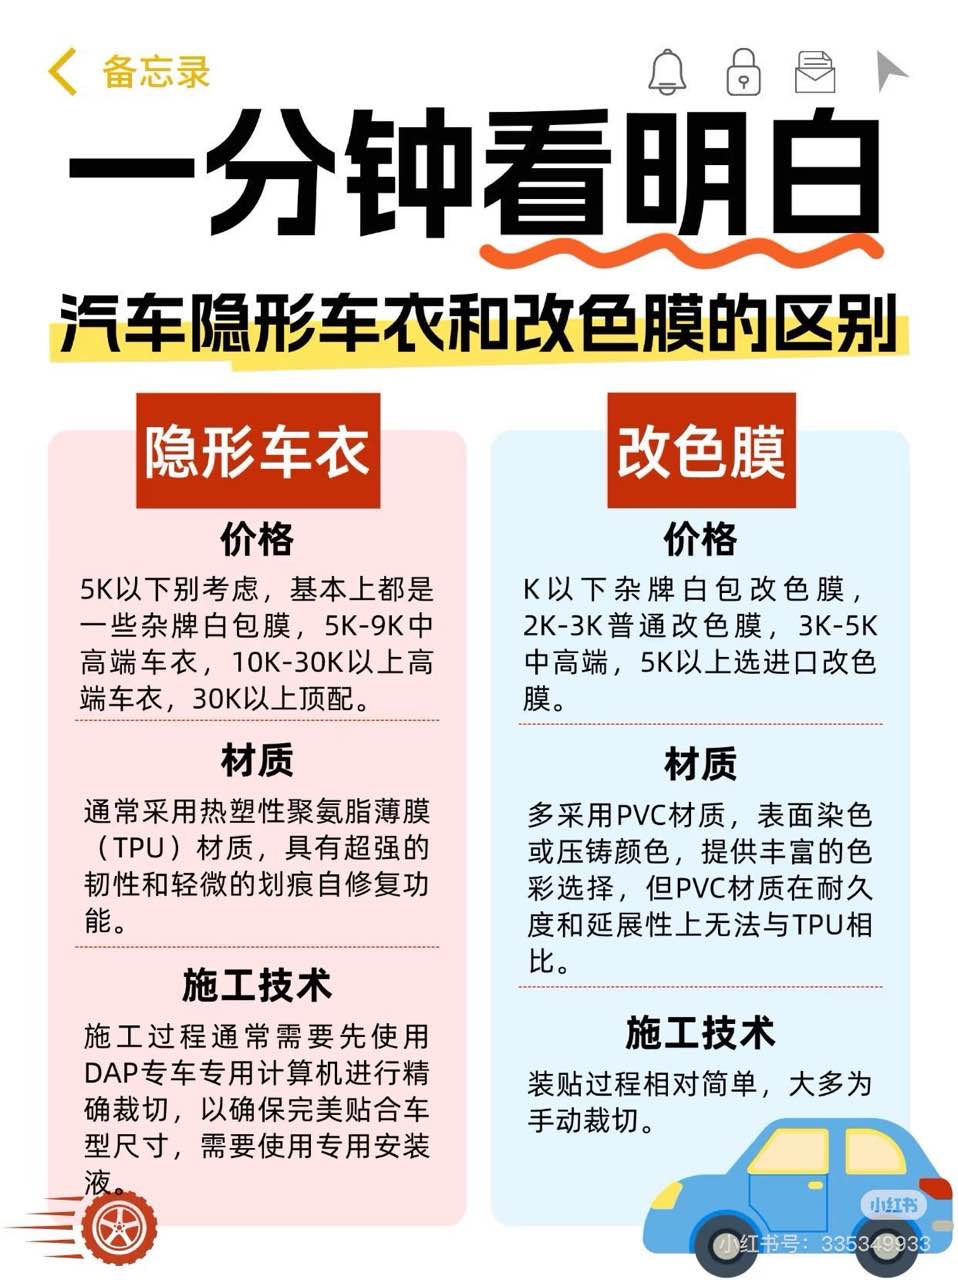 备忘录
一分钟看明白
汽车隐形车衣和改色膜的区别
隐形车衣
价格
5K以下别考虑，基本上都是
一些杂牌白包膜，5K-9K中
高端车衣，10K-30K以上高
端车衣，30K以上顶配。
材质
通常采用热塑性聚氨脂薄膜
（TPU）材质，具有超强的
韧性和轻微的划痕自修复功
能。
施工技术
施工过程通常需要先使用
DAP专车专用计算机进行精
确裁切，以确保完美贴合车
型尺寸，需要使用专用安装
液。
改色膜
价格
K以下杂牌白包改色膜，
2K-3K普通改色膜，3K-5K
中高端，5K以上选进口改色
膜。
材质
多采用PVC材质，表面染色
或压铸颜色，提供丰富的色
彩选择，但PVC材质在耐久
度和延展性上无法与TPU相
比。
施工技术
装贴过程相对简单，大多为
手动裁切。
小红书
小红书号：335349933